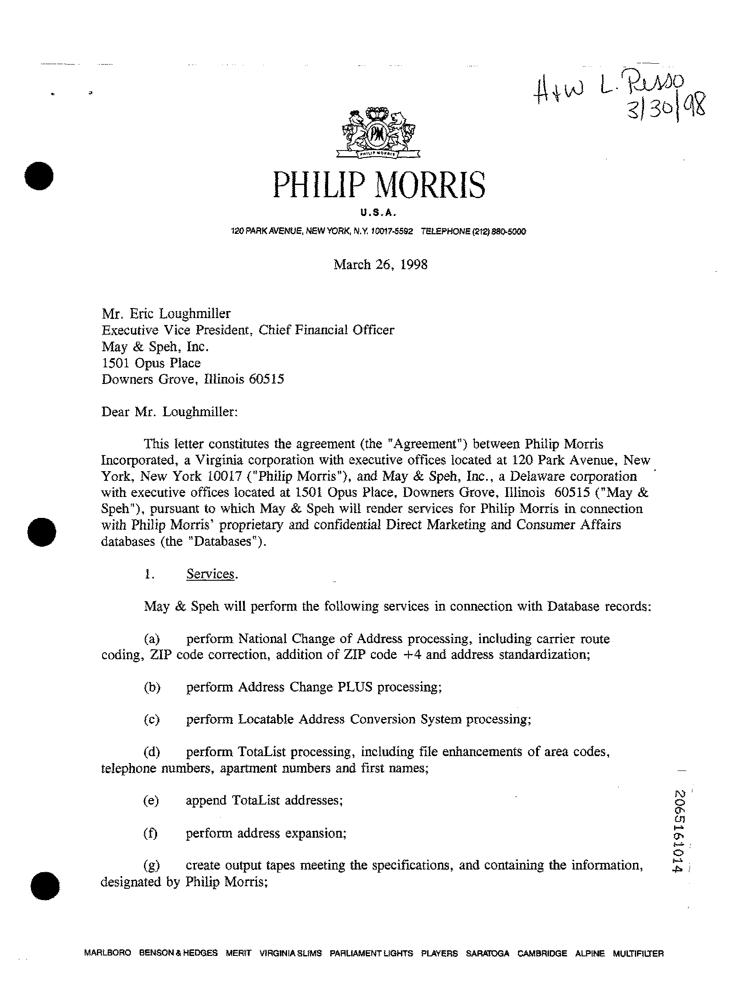 H+W L. Risso
3/30/98
PM
PHILIP MORRIS
PHILIP MORRIS
U.S.A.
120 PARK AVENUE, NEW YORK, N.Y. 10017-5592 TELEPHONE (212) 880-5000
March 26, 1998
Mr. Eric Loughmiller
Executive Vice President, Chief Financial Officer
May & Speh, Inc.
1501 Opus Place
Downers Grove, Illinois 60515
Dear Mr. Loughmiller:
This letter constitutes the agreement (the "Agreement") between Philip Morris
Incorporated, a Virginia corporation with executive offices located at 120 Park Avenue, New
York, New York 10017 ("Philip Morris"), and May & Speh, Inc., a Delaware corporation
with executive offices located at 1501 Opus Place, Downers Grove, Illinois 60515 ("May &
Speh"), pursuant to which May & Speh will render services for Philip Morris in connection
with Philip Morris' proprietary and confidential Direct Marketing and Consumer Affairs
databases (the "Databases").
1. Services.
May & Speh will perform the following services in connection with Database records:
(a) perform National Change of Address processing, including carrier route
coding, ZIP code correction, addition of ZIP code +4 and address standardization;
(b) perform Address Change PLUS processing;
(c) perform Locatable Address Conversion System processing;
(d) perform TotaList processing, including file enhancements of area codes,
telephone numbers, apartment numbers and first names;
(e) append TotaList addresses;
(f) perform address expansion;
(g) create output tapes meeting the specifications, and containing the information,
designated by Philip Morris;
2065161014
MARLBORO BENSON & HEDGES MERIT VIRGINIA SLIMS PARLIAMENT LIGHTS PLAYERS SARATOGA CAMBRIDGE ALPINE MULTIFILTER